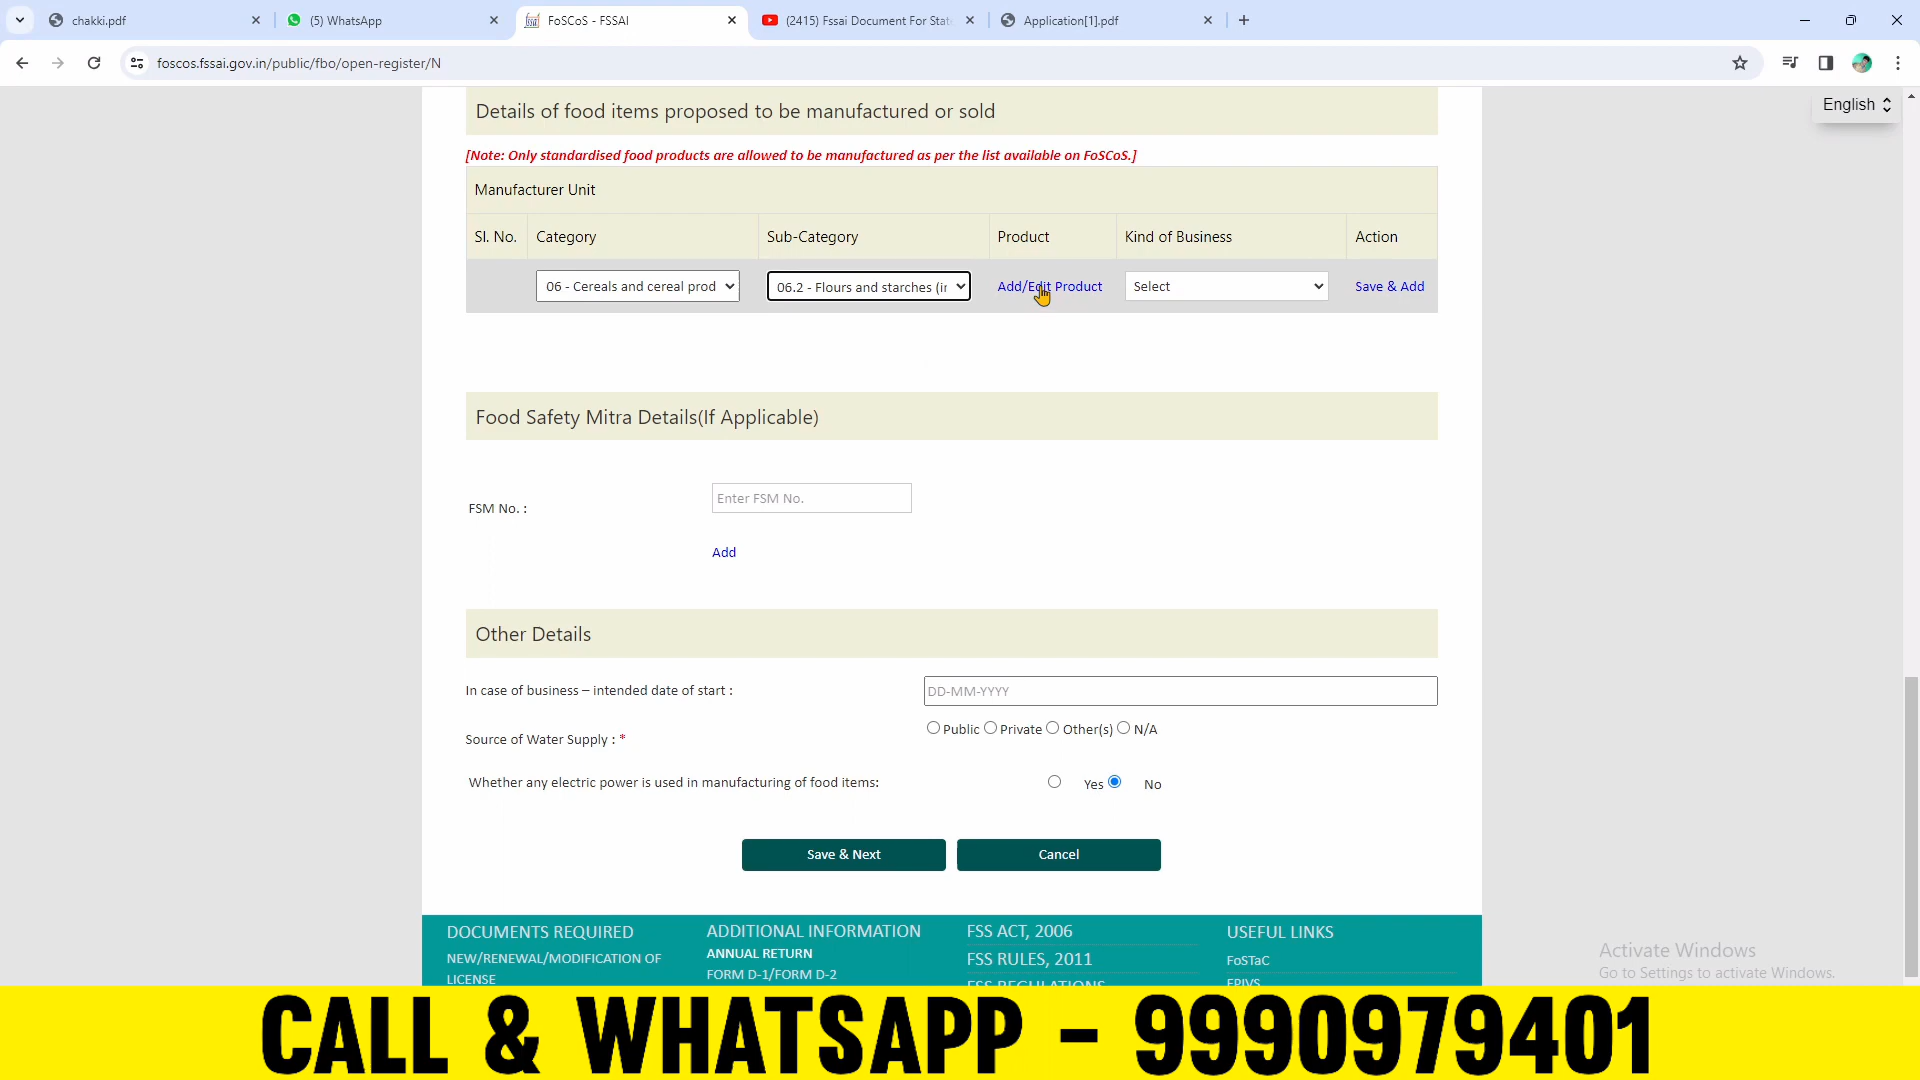 chakki.pdf
(5) WhatsApp
FoSCoS - FSSAI
(2415) Fssai Document For State
Application[1].pdf
foscos.fssai.gov.in/public/fbo/open-register/N
English
Details of food items proposed to be manufactured or sold
[Note: Only standardised food products are allowed to be manufactured as per the list available on FoSCoS.]
Manufacturer Unit
Sl. No. Category Sub-Category Product Kind of Business Action
06 - Cereals and cereal prod 06.2 - Flours and starches (in Add/Edit Product Select Save & Add
Food Safety Mitra Details(If Applicable)
FSM No. : Enter FSM No.
Add
Other Details
In case of business – intended date of start : DD-MM-YYYY
Source of Water Supply : * Public Private Other(s) N/A
Whether any electric power is used in manufacturing of food items: Yes No
Save & Next Cancel
DOCUMENTS REQUIRED ADDITIONAL INFORMATION FSS ACT, 2006 USEFUL LINKS
NEW/RENEWAL/MODIFICATION OF ANNUAL RETURN FSS RULES, 2011 FoSTaC
LICENSE FORM D-1/FORM D-2 FSS REGULATIONS EPIVS
Activate Windows
Go to Settings to activate Windows.
CALL & WHATSAPP - 9990979401